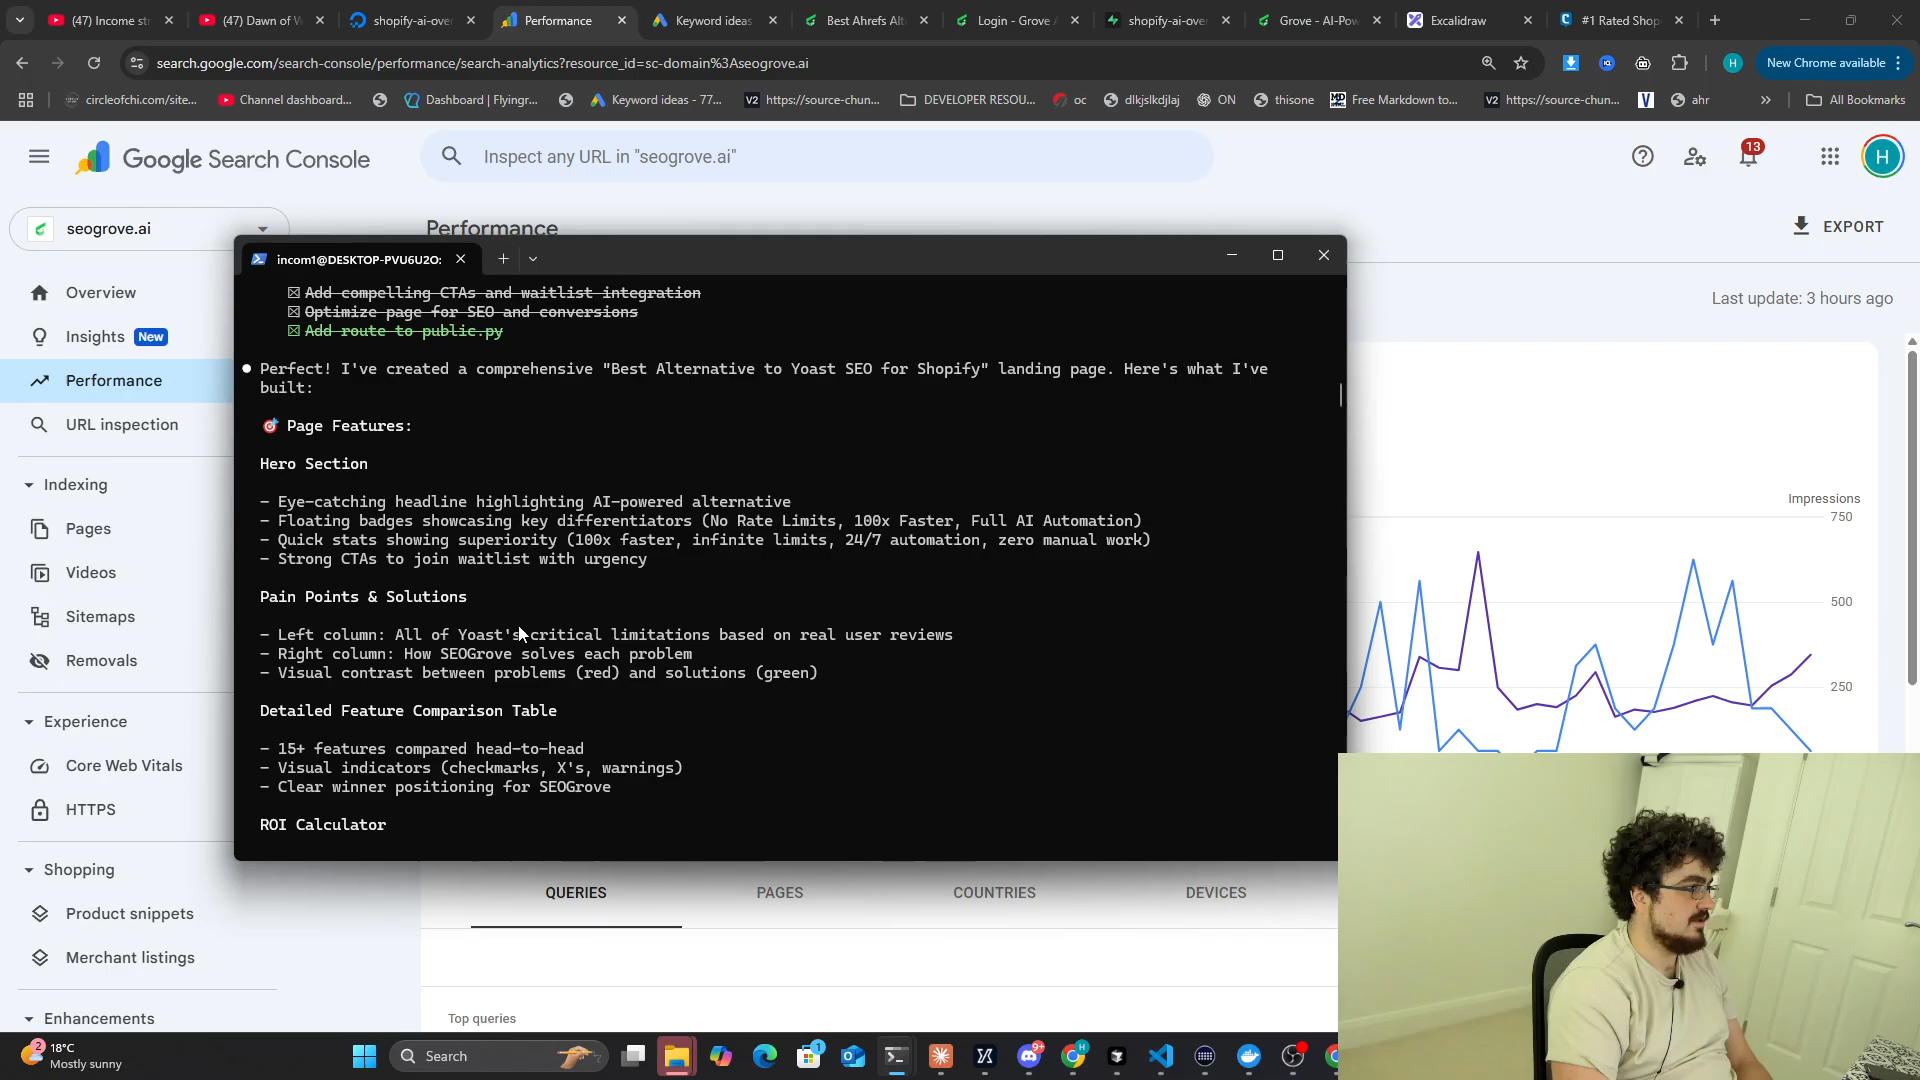 (47) Income str
(47) Dawn of W
shopify-ai-over
Performance
Keyword ideas
Best Ahrefs Alt
Login - Grove
shopify-ai-over
Grove - AI-Pow
Excalidraw
#1 Rated Shop
search.google.com/search-console/performance/search-analytics?resource_id=sc-domain%3Aseogrove.ai
H
New Chrome available
circleofchi.com/site...
Channel dashboard...
Dashboard | Flyingr...
Keyword ideas - 77...
V2 https://source-chun...
DEVELOPER RESOU...
oc
dlkjslkdjlaj
ON
thisone
Free Markdown to...
V2 https://source-chun...
V
ahr
All Bookmarks
Google Search Console
Inspect any URL in "seogrove.ai"
13
H
seogrove.ai
Performance
EXPORT
Last update: 3 hours ago
Overview
Insights New
Performance
URL inspection
Indexing
Pages
Videos
Sitemaps
Removals
Experience
Core Web Vitals
HTTPS
Shopping
Product snippets
Merchant listings
Enhancements
incom1@DESKTOP-PVU6U2O:
Add compelling CTAs and waitlist integration
Optimize page for SEO and conversions
Add route to public.py
Perfect! I've created a comprehensive "Best Alternative to Yoast SEO for Shopify" landing page. Here's what I've
built:
🎯 Page Features:
Hero Section
- Eye-catching headline highlighting AI-powered alternative
- Floating badges showcasing key differentiators (No Rate Limits, 100x Faster, Full AI Automation)
- Quick stats showing superiority (100x faster, infinite limits, 24/7 automation, zero manual work)
- Strong CTAs to join waitlist with urgency
Pain Points & Solutions
- Left column: All of Yoast's critical limitations based on real user reviews
- Right column: How SEOGrove solves each problem
- Visual contrast between problems (red) and solutions (green)
Detailed Feature Comparison Table
- 15+ features compared head-to-head
- Visual indicators (checkmarks, X's, warnings)
- Clear winner positioning for SEOGrove
ROI Calculator
Impressions
750
500
250
QUERIES
PAGES
COUNTRIES
DEVICES
Top queries
2
18°C
Mostly sunny
Search
1
9+
H